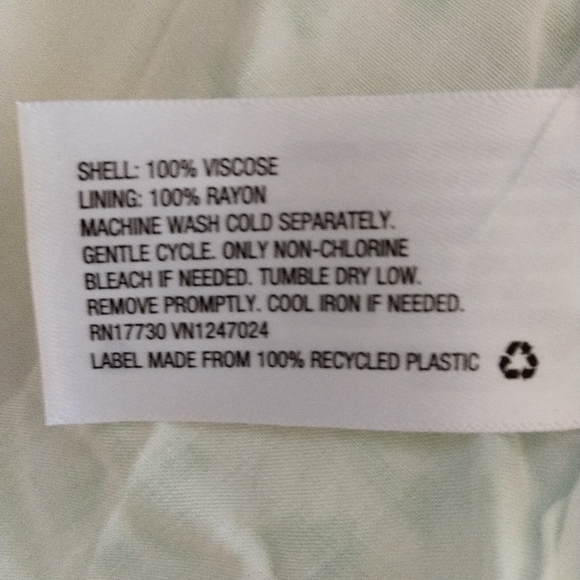 SHELL: 100% VISCOSE
LINING: 100% RAYON
MACHINE WASH COLD SEPARATELY.
GENTLE CYCLE. ONLY NON-CHLORINE
BLEACH IF NEEDED. TUMBLE DRY LOW.
REMOVE PROMPTLY. COOL IRON IF NEEDED.
RN17730 VN1247024
LABEL MADE FROM 100% RECYCLED PLASTIC